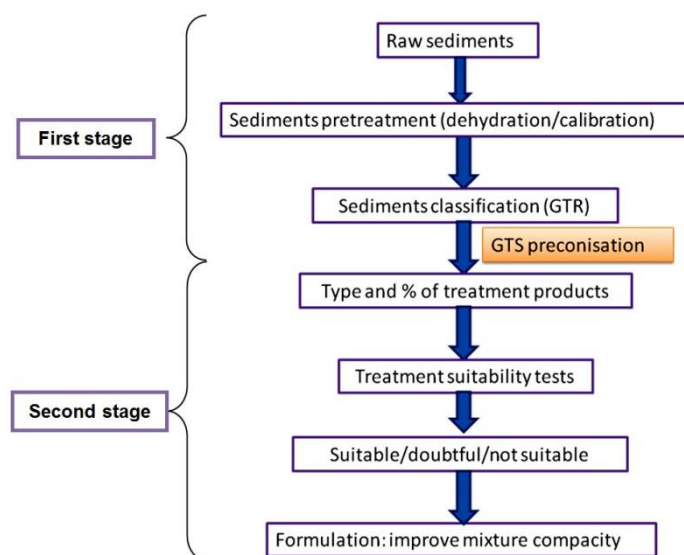 Raw sediments
Sediments pretreatment (dehydration/calibration)
First stage
Sediments classification (GTR)
GTS preconisation
Type and % of treatment products
Treatment suitability tests
Second stage
Suitable/doubtful/not suitable
Formulation: improve mixture compacity